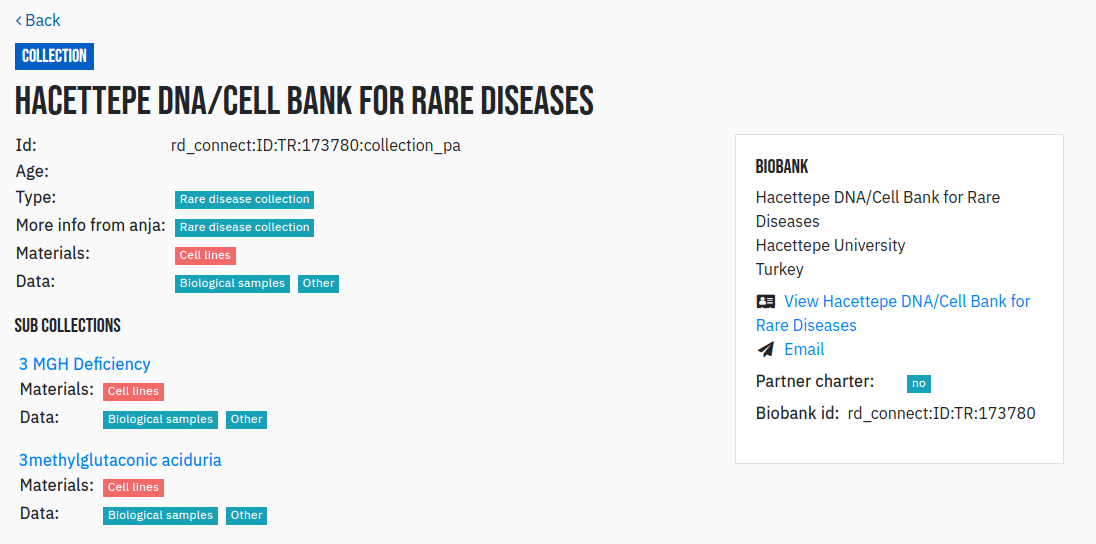 Back
COLLECTION
HACETTEPE DNA/CELL BANK FOR RARE DISEASES
Id: rd_connect:ID:TR:173780:collection_pa
Age:
Type: Rare disease collection
More info from anja: Rare disease collection
Materials: Cell lines
Data: Biological samples Other
SUB COLLECTIONS
3 MGH Deficiency
Materials: Cell lines
Data: Biological samples Other
3methylglutaconic aciduria
Materials: Cell lines
Data: Biological samples Other
BIOBANK
Hacettepe DNA/Cell Bank for Rare
Diseases
Hacettepe University
Turkey
View Hacettepe DNA/Cell Bank for
Rare Diseases
Email
Partner charter: no
Biobank id: rd_connect:ID:TR:173780